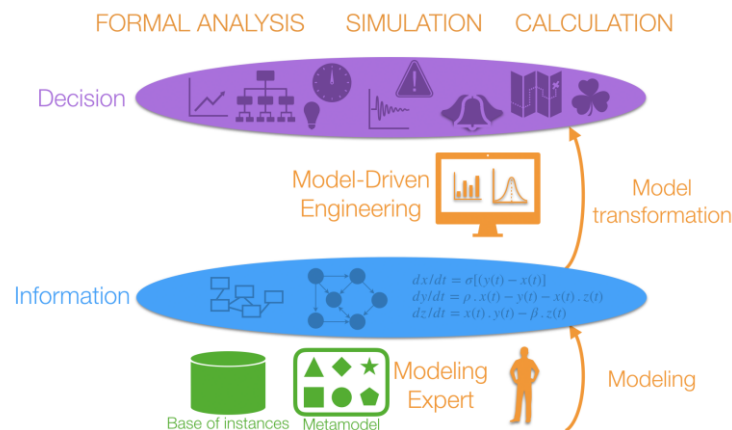 FORMAL ANALYSIS SIMULATION CALCULATION
Decision
Model-Driven
Engineering
Model
transformation
Information
dx/dt = σ[(y(t) − x(t)]
dy/dt = ρ . x(t) − y(t) − x(t) . z(t)
dz/dt = x(t) . y(t) − β . z(t)
Modeling
Expert
Modeling
Base of instances
Metamodel